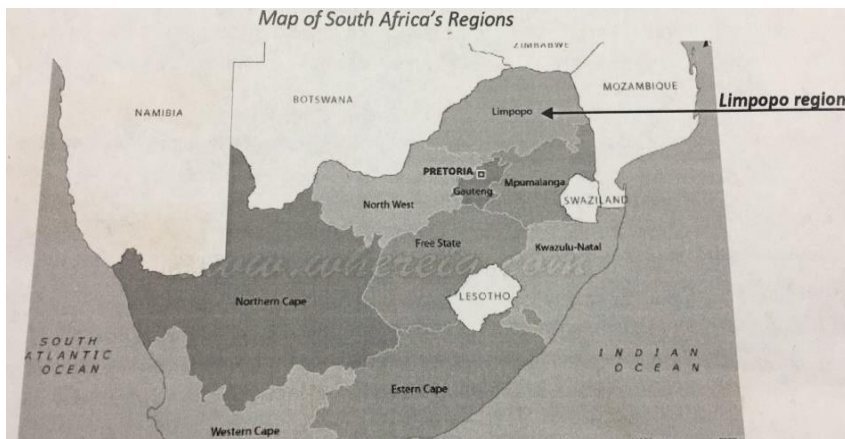 Map of South Africa's Regions
ZIMBABWE
A
MOZAMBIQUE
BOTSWANA
NAMIBIA
Limpopo
Limpopo region
PRETORIA
Gauteng
Mpumalanga
North West
SWAZILAND
Free State
Kwazulu-Natal
Northern Cape
LESOTHO
SOUTH
ATLANTIC
OCEAN
INDIAN
OCEAN
Estern Cape
Western Cape